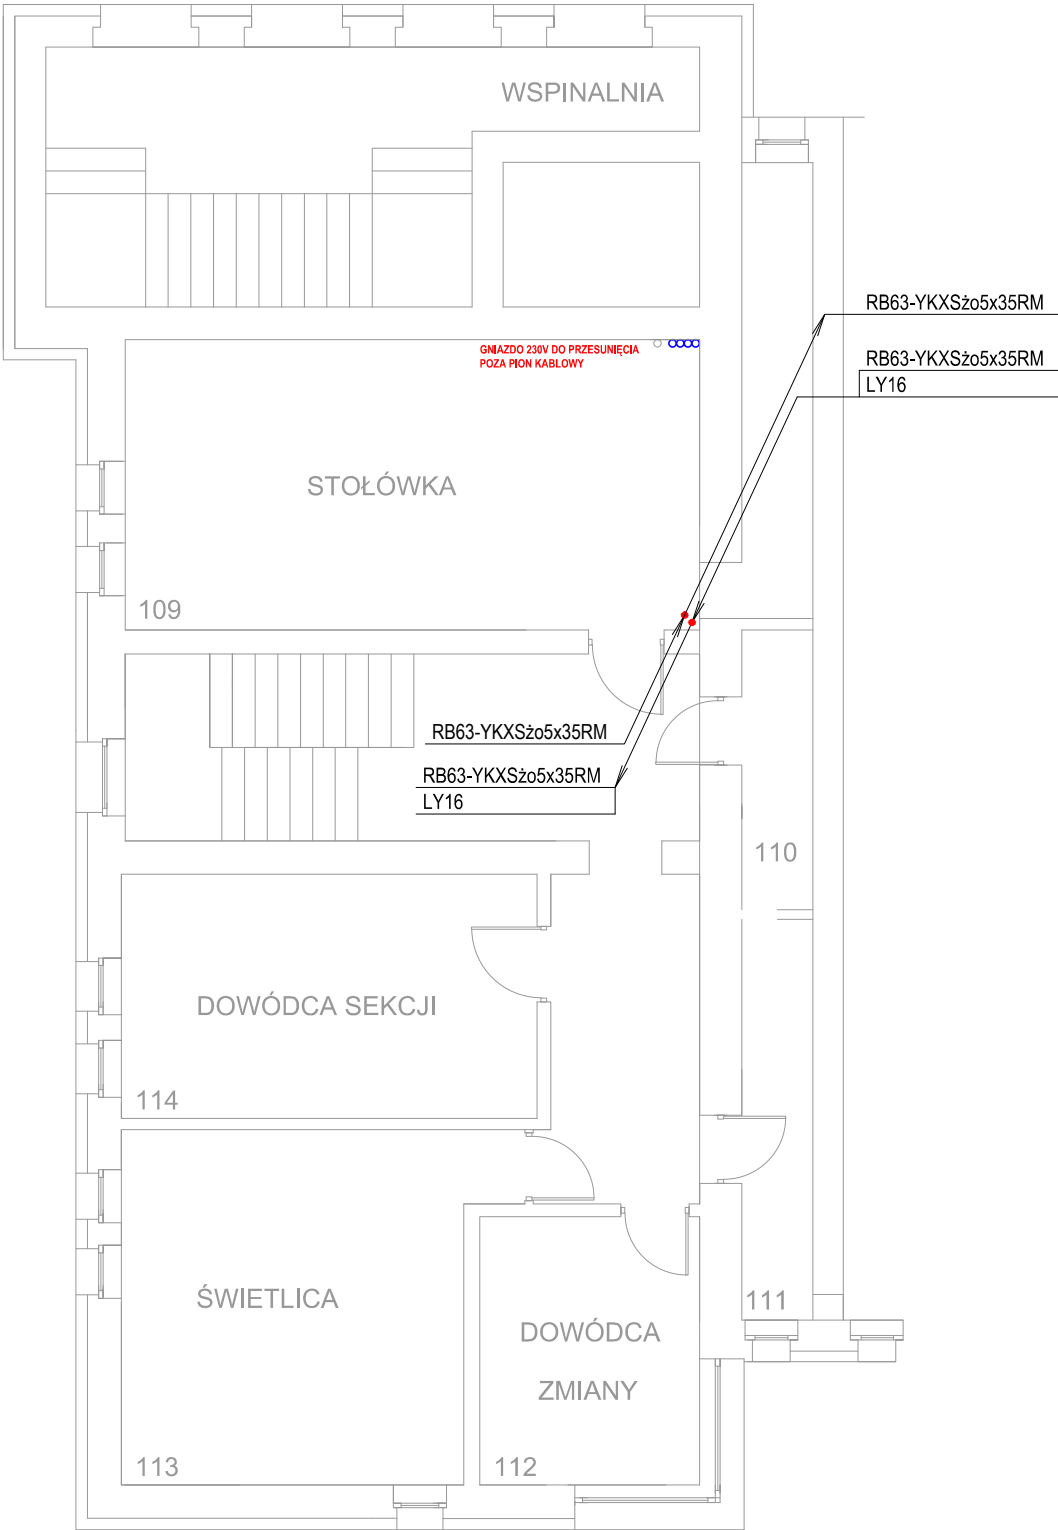 WSPINALNIA
RB63-YKXSżo5x35RM
GNIAZDO 230V DO PRZESUNIĘCIA
POZA PION KABLOWY
RB63-YKXSżo5x35RM
LY16
STOŁÓWKA
109
RB63-YKXSżo5x35RM
RB63-YKXSżo5x35RM
LY16
110
DOWÓDCA SEKCJI
114
ŚWIETLICA
111
DOWÓDCA
ZMIANY
113
112